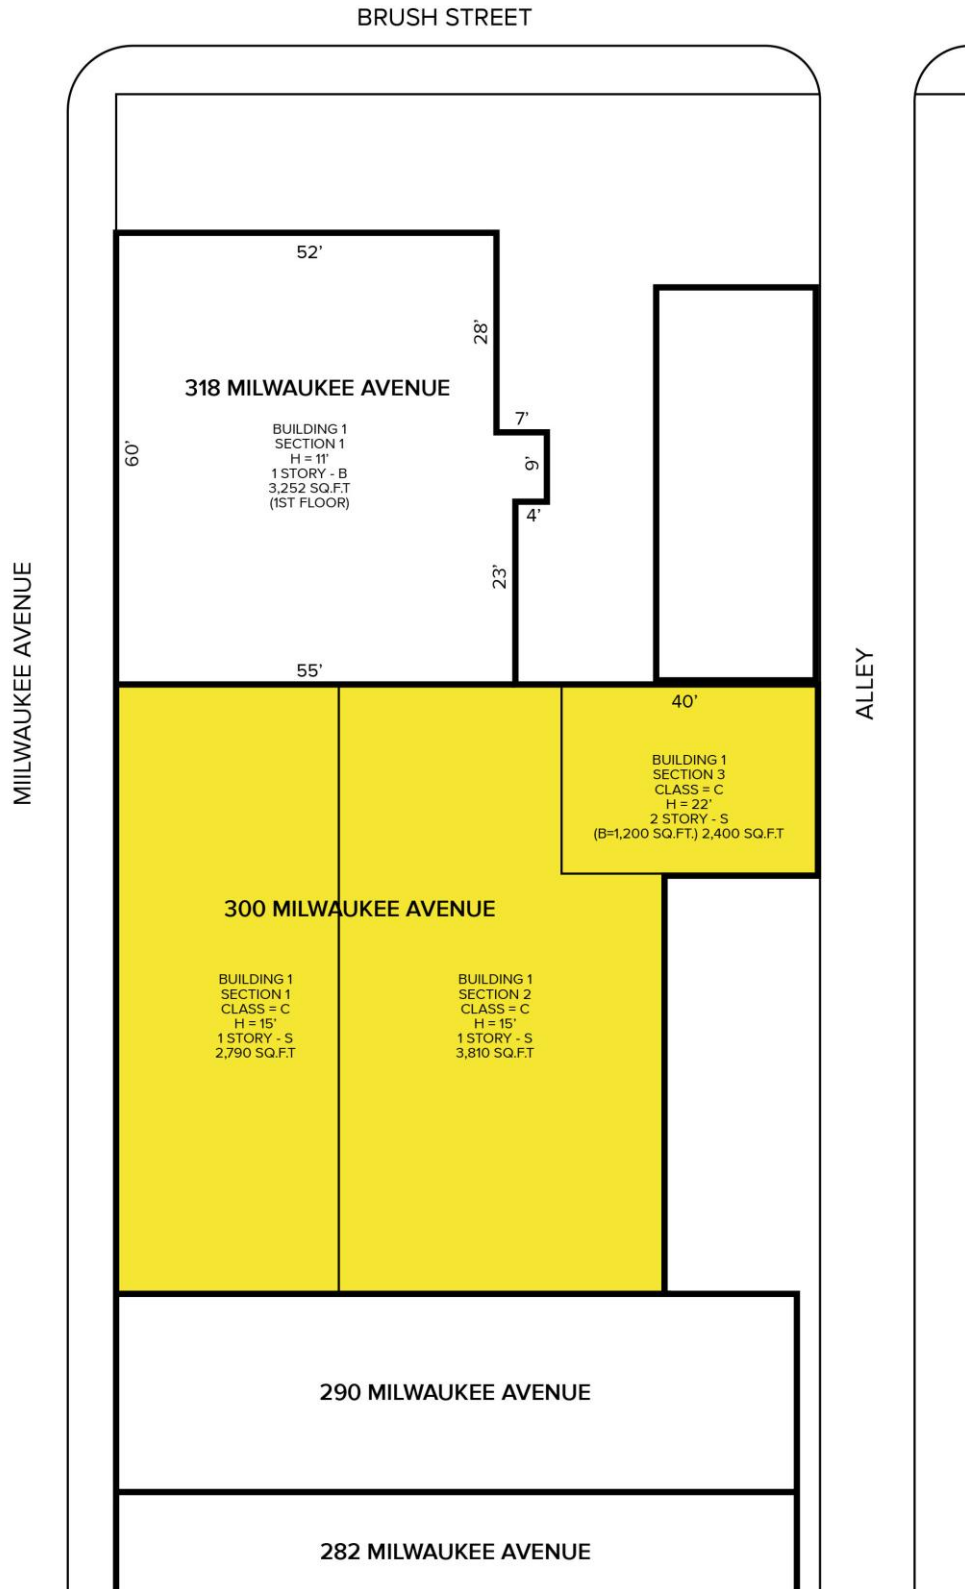 BRUSH STREET
52'
28'
318 MILWAUKEE AVENUE
7'
BUILDING 1
SECTION 1
H = 11'
1 STORY - B
3,252 SQ.F.T
(1ST FLOOR)
60'
9'
4'
23'
55'
MIILWAUKEE AVENUE
ALLEY
40'
BUILDING 1
SECTION 3
CLASS = C
H = 22'
2 STORY - S
(B=1,200 SQ.FT.) 2,400 SQ.F.T
300 MILWAUKEE AVENUE
BUILDING 1
SECTION 1
CLASS = C
H = 15'
1 STORY - S
2,790 SQ.F.T
BUILDING 1
SECTION 2
CLASS = C
H = 15'
1 STORY - S
3,810 SQ.F.T
290 MILWAUKEE AVENUE
282 MILWAUKEE AVENUE